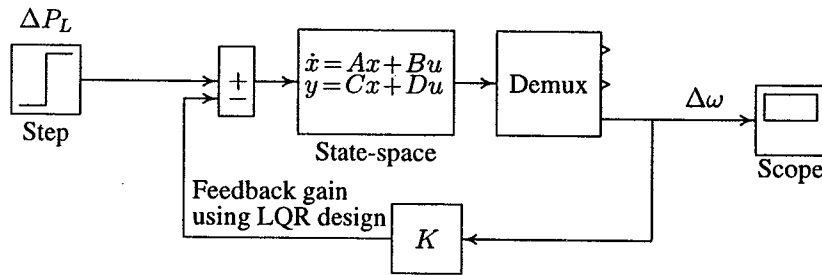 ΔP_L
Step
+
−
ẋ = Ax + Bu
y = Cx + Du
State-space
Demux
Δω
Scope
Feedback gain
using LQR design
K